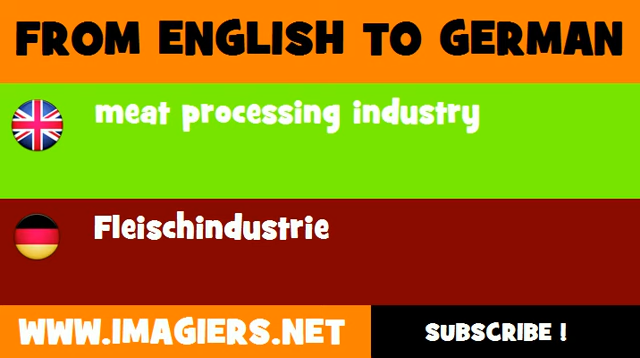 FROM ENGLISH TO GERMAN
meat processing industry
Fleischindustrie
WWW.IMAGIERS.NET
SUBSCRIBE !